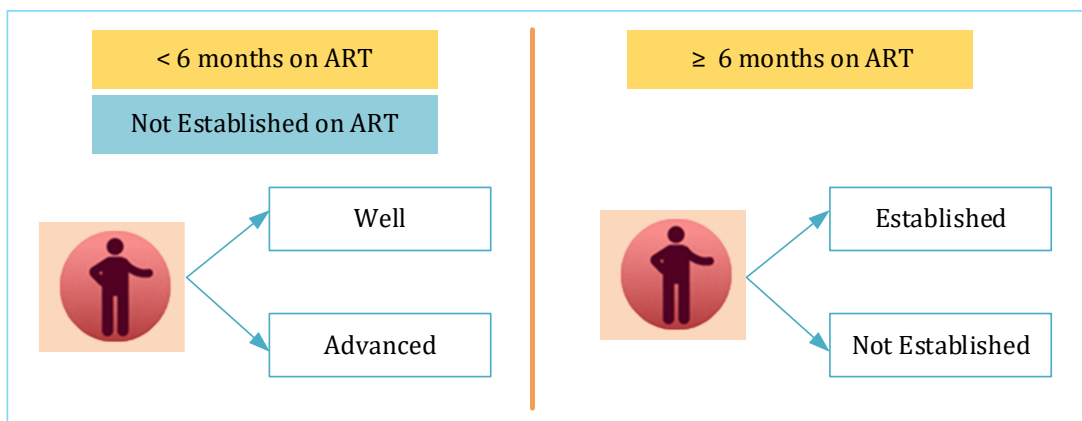 < 6 months on ART
Not Established on ART
Well
Advanced
≥ 6 months on ART
Established
Not Established